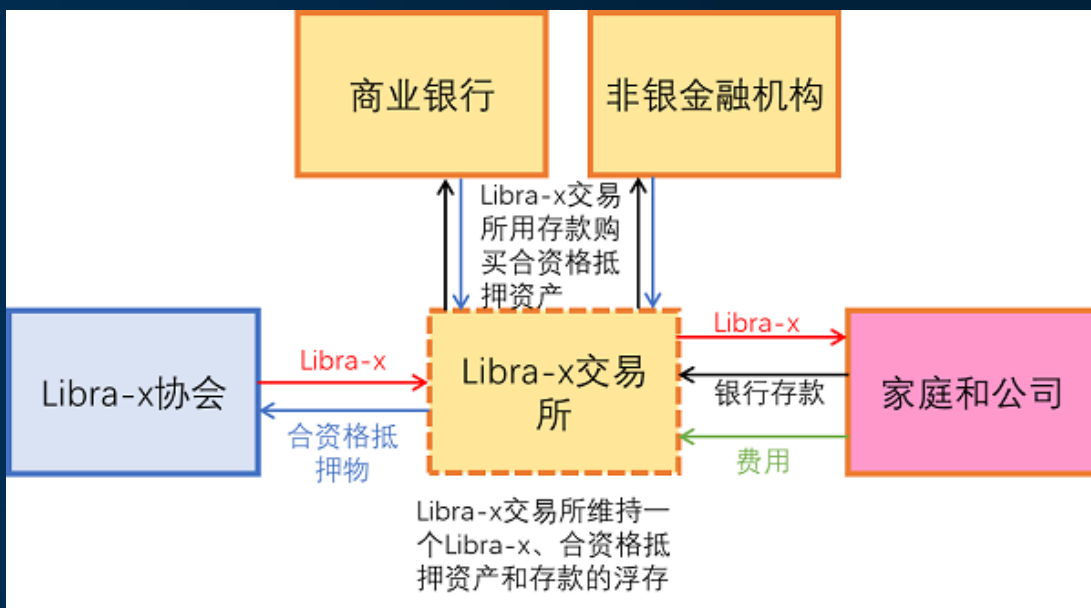 商业银行
非银金融机构
Libra-x交易
所用存款购
买合资格抵
押资产
Libra-x协会
Libra-x
合资格抵
押物
Libra-x交易
所
Libra-x
银行存款
费用
家庭和公司
Libra-x交易所维持一
个Libra-x、合资格抵
押资产和存款的浮存